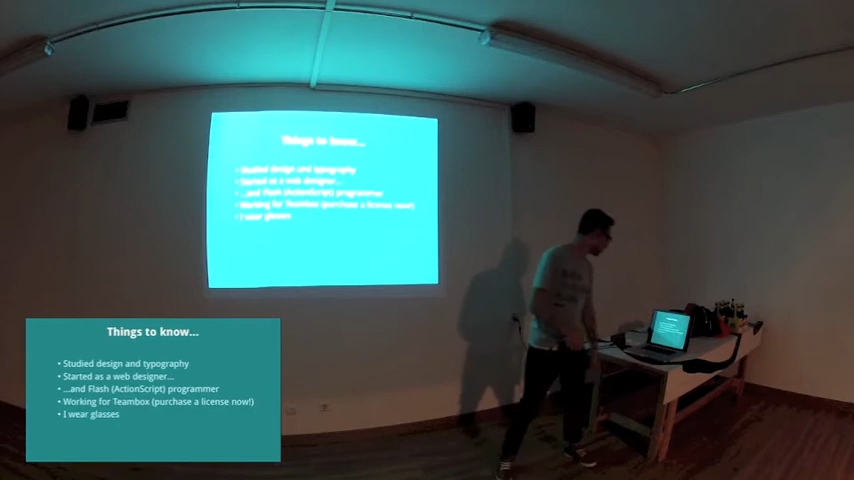 Things to know...
• Studied design and typography
• Started as a web designer...
• ...and Flash (ActionScript) programmer
• Working for Teambox (purchase a license now!)
• I wear glasses
Things to know...
• Studied design and typography
• Started as a web designer...
• ...and Flash (ActionScript) programmer
• Working for Teambox (purchase a license now!)
• I wear glasses